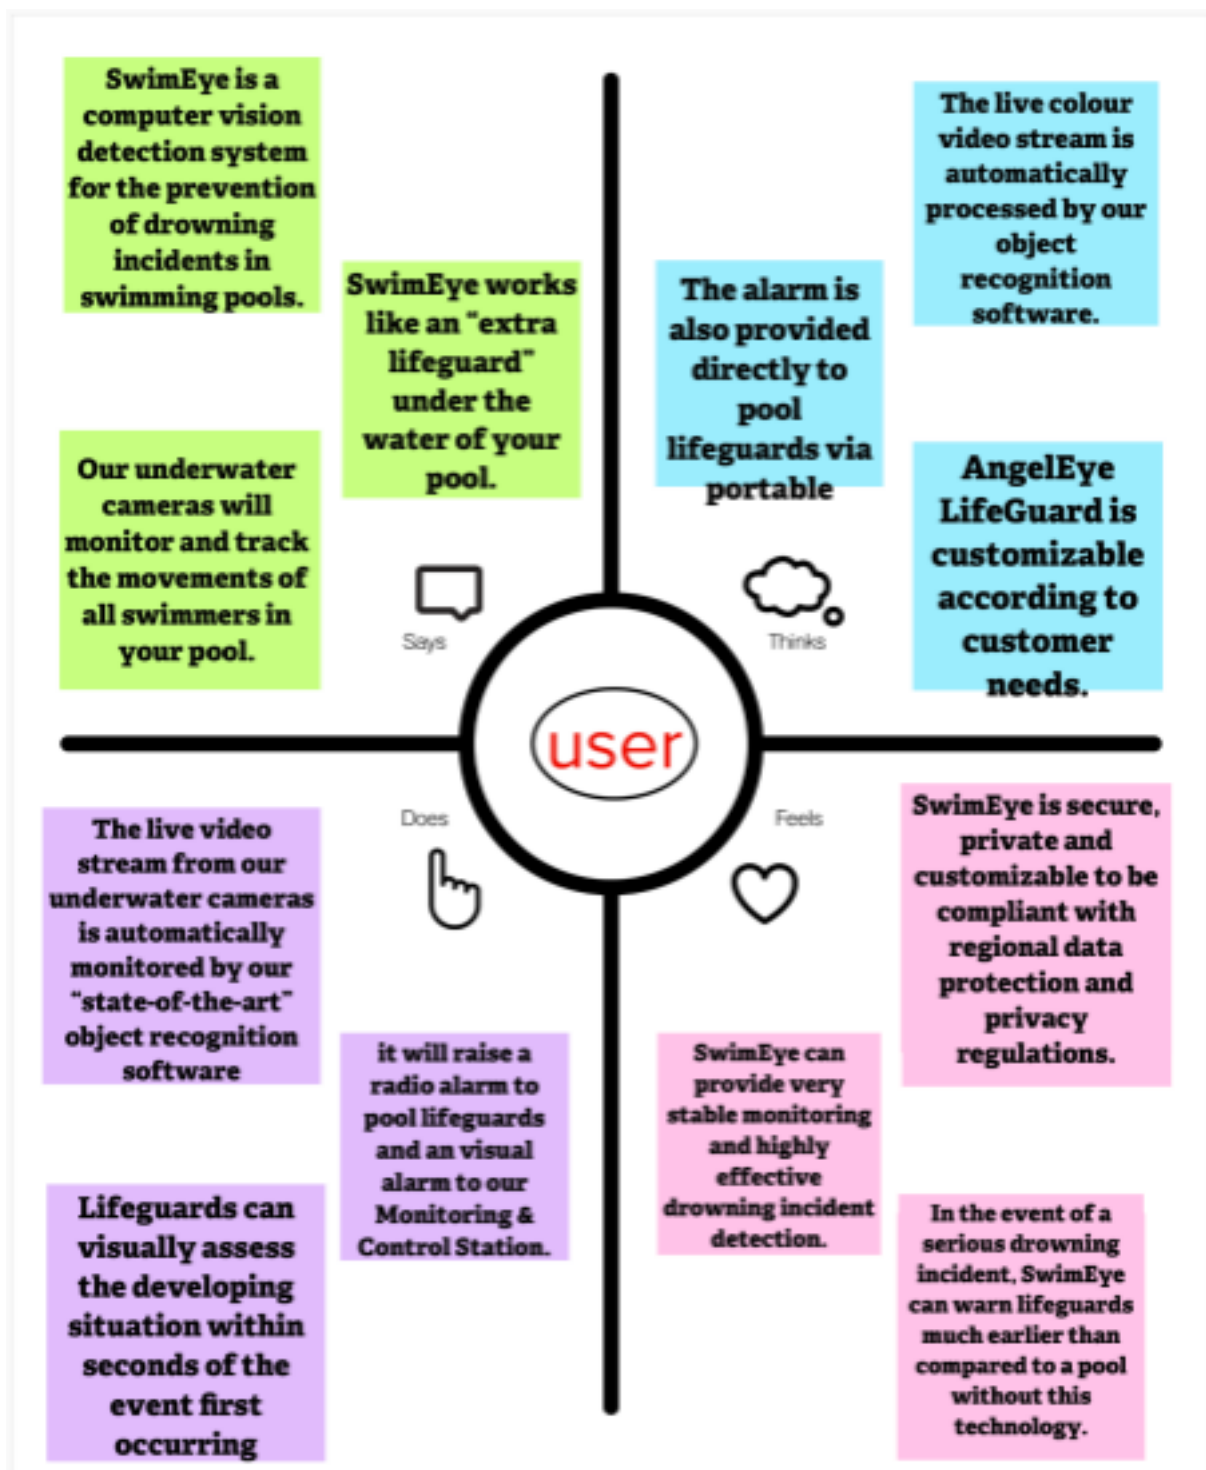 SwimEye is a
computer vision
detection system
for the prevention
of drowning
incidents in
swimming pools.
SwimEye works
like an "extra
lifeguard"
under the
water of your
pool.
Our underwater
cameras will
monitor and track
the movements of
all swimmers in
your pool.
Says
The live colour
video stream is
automatically
processed by our
object
recognition
software.
The alarm is
also provided
directly to
pool
lifeguards via
portable
AngelEye
LifeGuard is
customizable
according to
customer
needs.
Thinks
user
Does
The live video
stream from our
underwater cameras
is automatically
monitored by our
"state-of-the-art"
object recognition
software
it will raise a
radio alarm to
pool lifeguards
and an visual
alarm to our
Monitoring &
Control Station.
Lifeguards can
visually assess
the developing
situation within
seconds of the
event first
occurring
Feels
SwimEye is secure,
private and
customizable to be
compliant with
regional data
protection and
privacy
regulations.
SwimEye can
provide very
stable monitoring
and highly
effective
drowning incident
detection.
In the event of a
serious drowning
incident, SwimEye
can warn lifeguards
much earlier than
compared to a pool
without this
technology.